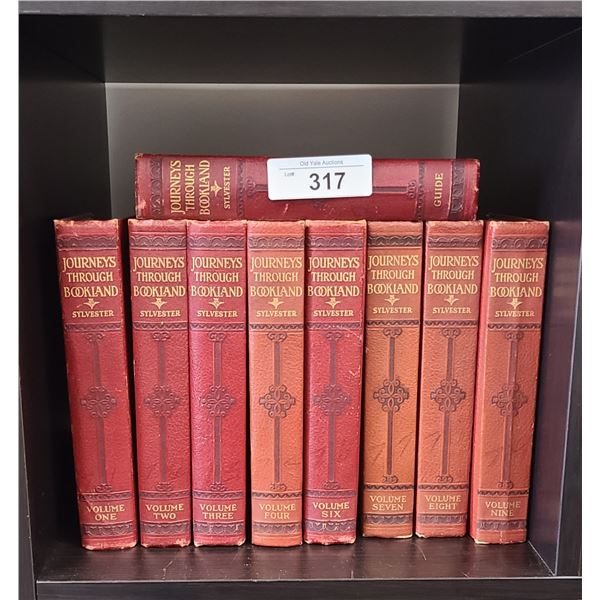 JOURNEYS
THROUGH
BOOKLAND
SYLVESTER
Old Yale Auctions
Lot#:
317
GUIDE
JOURNEYS
THROUGH
BOOKLAND
SYLVESTER
VOLUME
ONE
JOURNEYS
THROUGH
BOOKLAND
SYLVESTER
VOLUME
TWO
JOURNEYS
THROUGH
BOOKLAND
SYLVESTER
VOLUME
THREE
JOURNEYS
THROUGH
BOOKLAND
SYLVESTER
VOLUME
FOUR
JOURNEYS
THROUGH
BOOKLAND
SYLVESTER
VOLUME
SIX
JOURNEYS
THROUGH
BOOKLAND
SYLVESTER
VOLUME
SEVEN
JOURNEYS
THROUGH
BOOKLAND
SYLVESTER
VOLUME
EIGHT
JOURNEYS
THROUGH
BOOKLAND
SYLVESTER
VOLUME
NINE